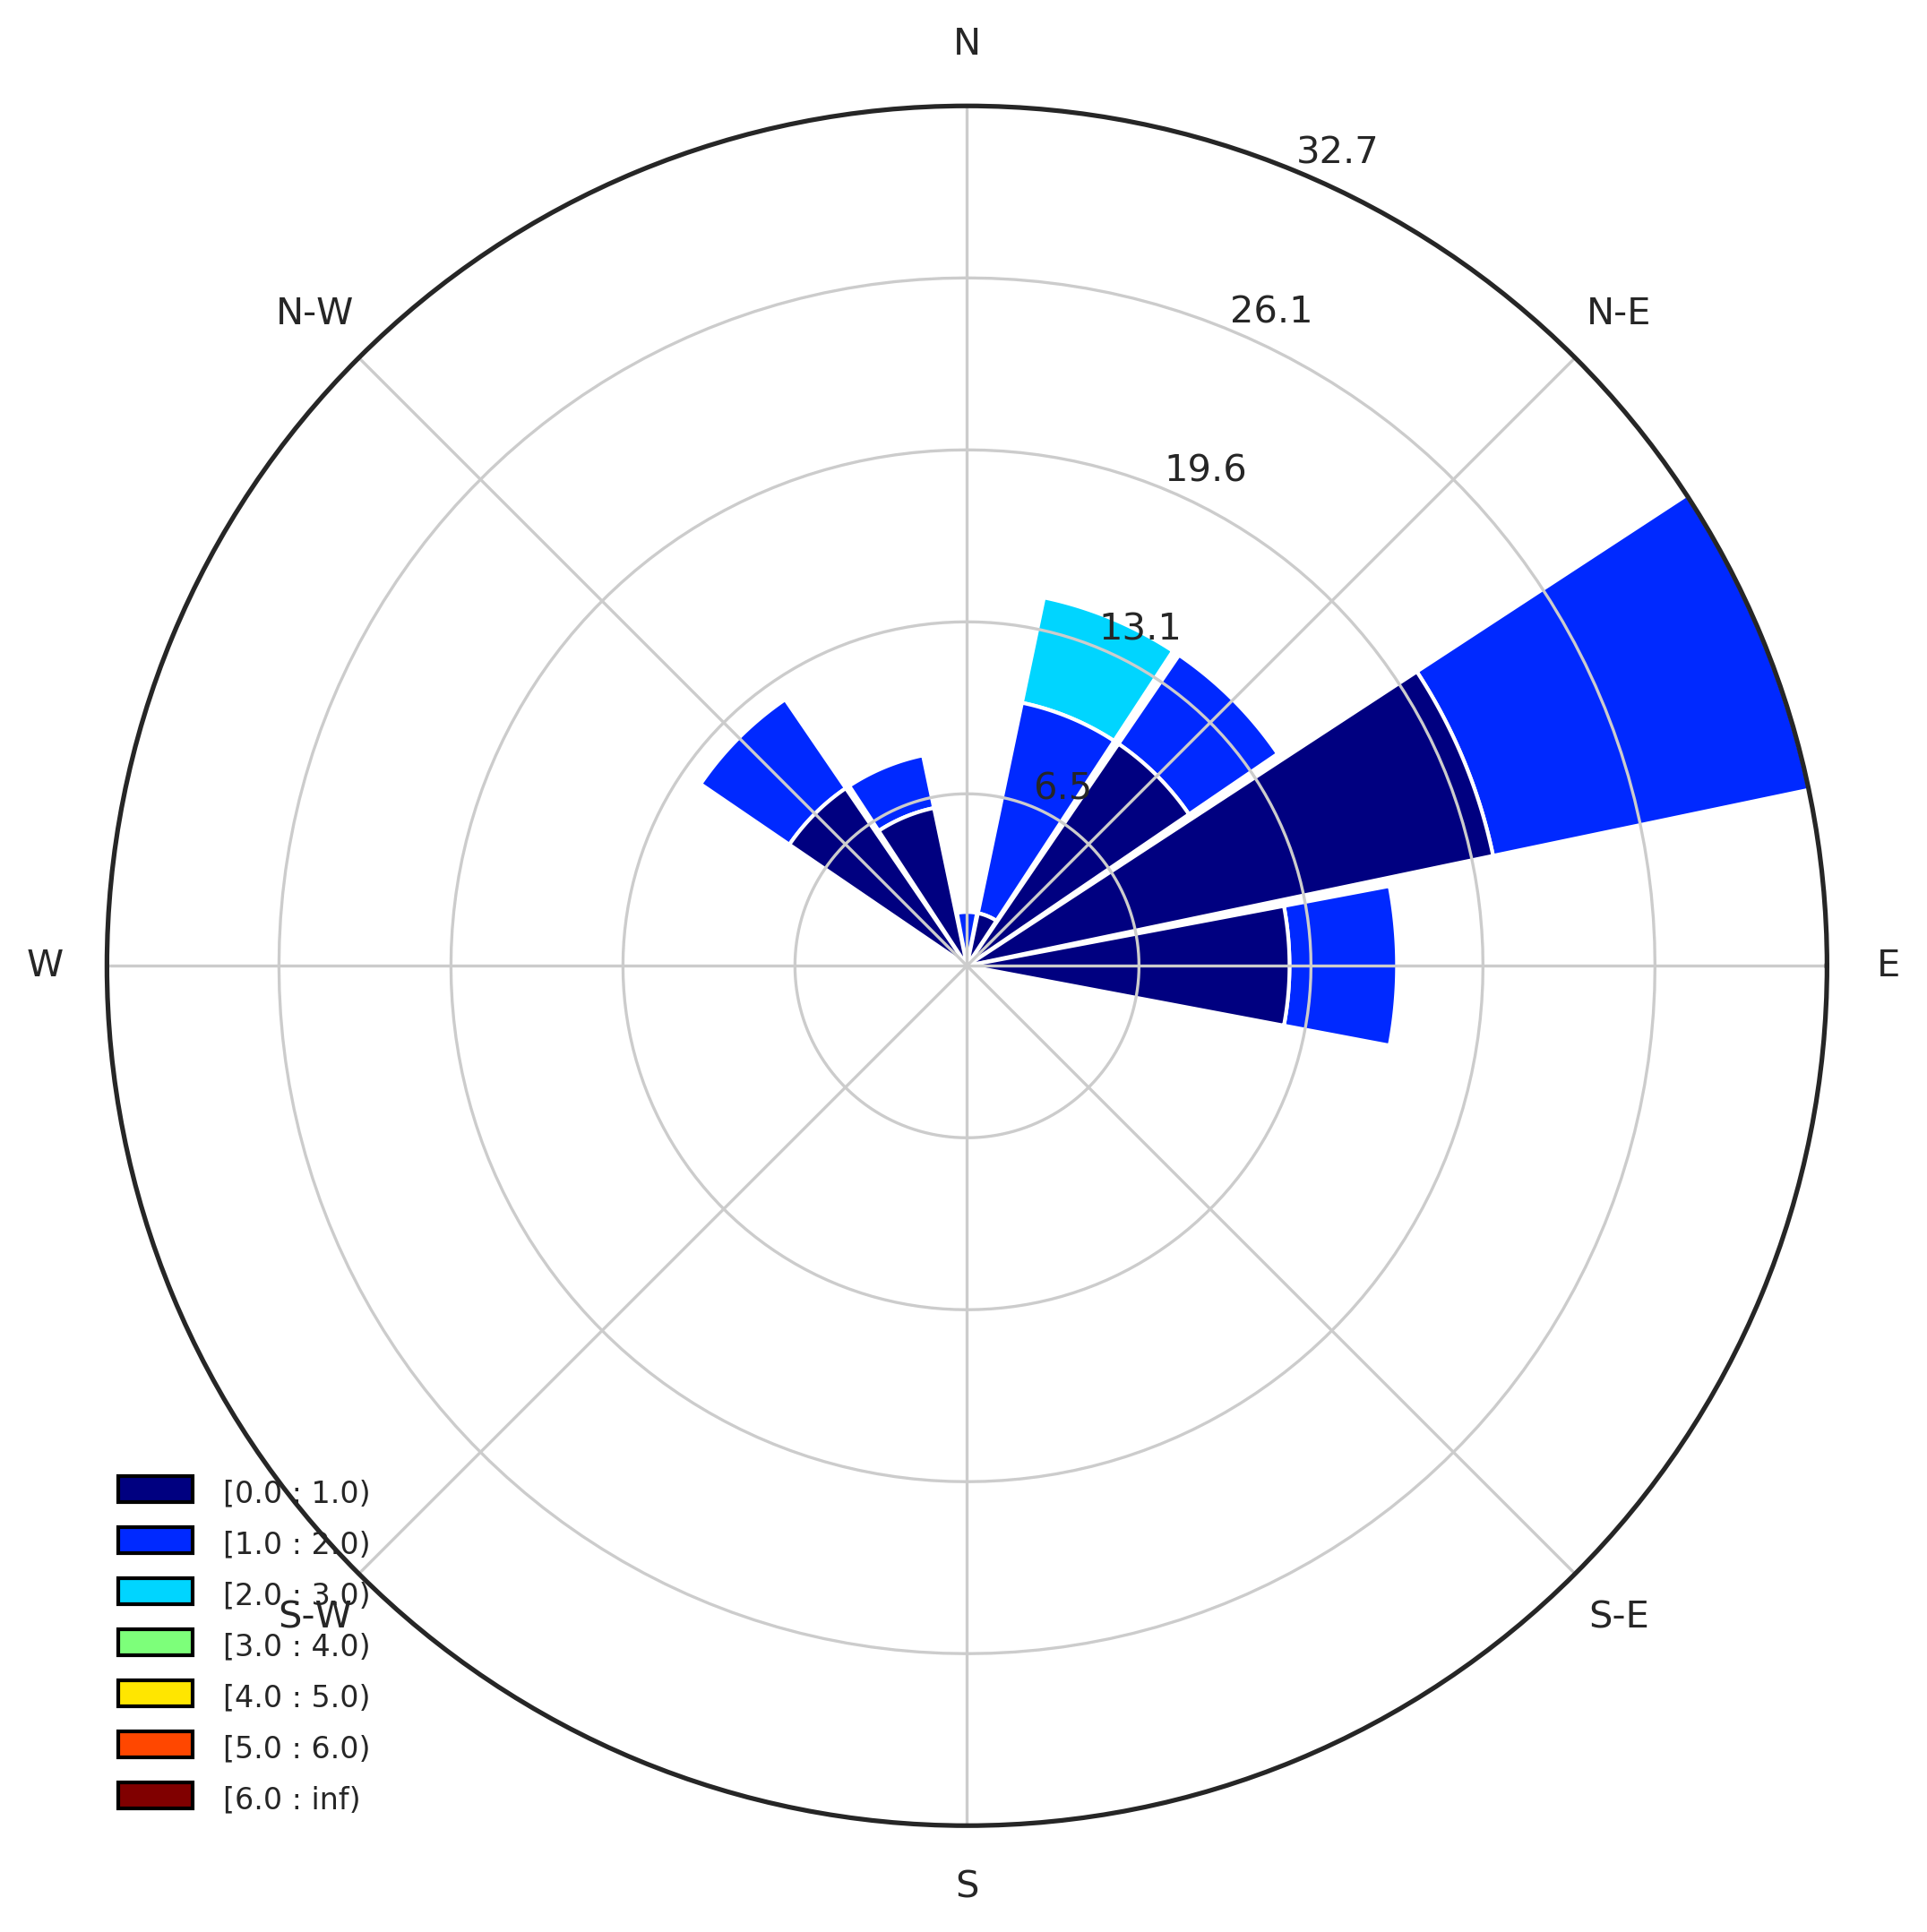 N
32.7
N-W
N-E
26.1
19.6
13.1
6.5
W
E
[0.0 : 1.0)
[1.0 : 2.0)
[2.0 : 3.0)
S-W
S-E
[3.0 : 4.0)
[4.0 : 5.0)
[5.0 : 6.0)
[6.0 : inf)
S